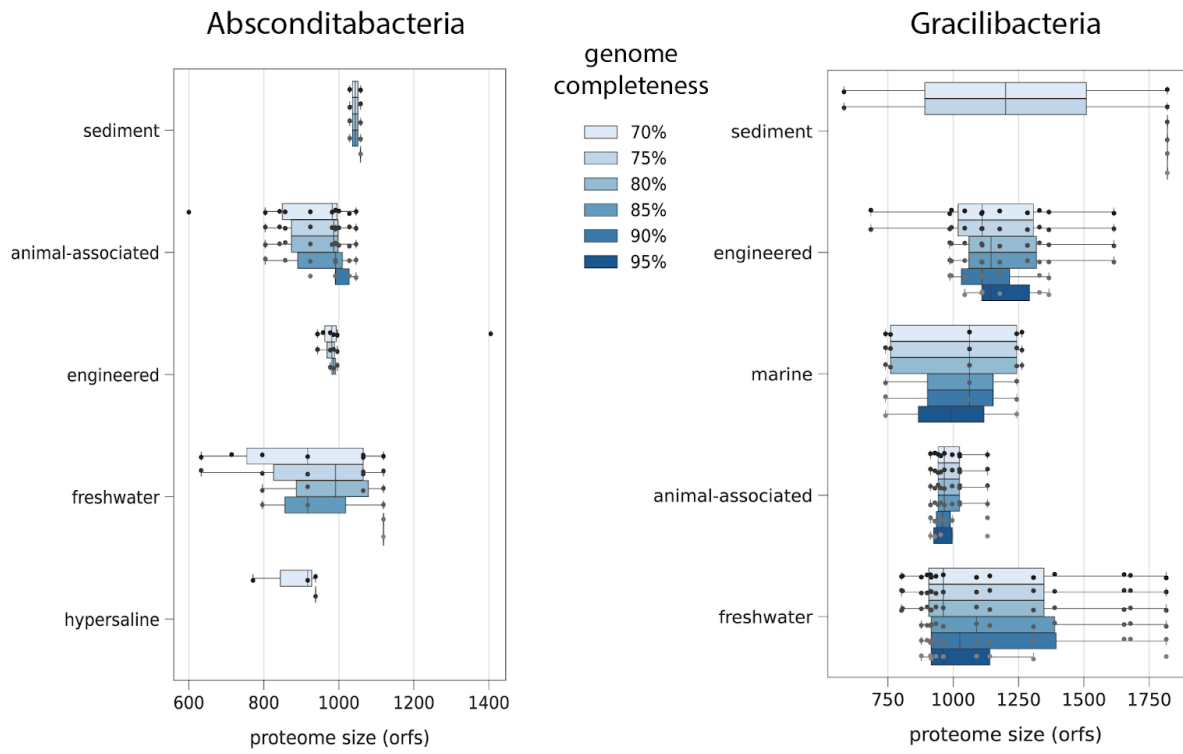 Absconditabacteria
sediment
animal-associated
engineered
freshwater
hypersaline
600 800 1000 1200 1400
proteome size (orfs)
genome
completeness
70%
75%
80%
85%
90%
95%
Gracilibacteria
sediment
engineered
marine
animal-associated
freshwater
750 1000 1250 1500 1750
proteome size (orfs)